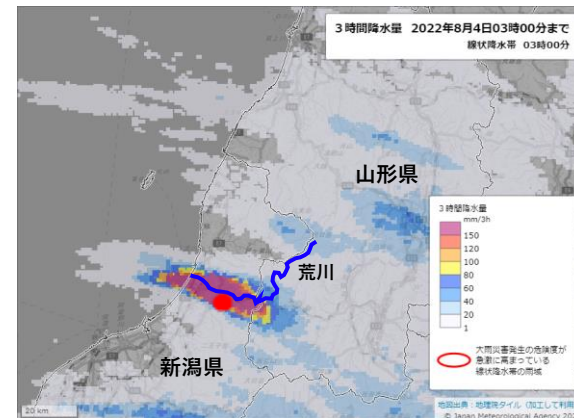 3時間降水量 2022年8月4日03時00分まで
線状降水帯 03時00分
山形県
荒川
新潟県
3時間降水量
mm/3h
150
120
100
80
60
40
20
1
大雨災害発生の危険度が
急激に高まっている
線状降水帯の雨域
20 km
地図出典:地理院タイル(加工して利用
© Japan Meteorological Agency 20